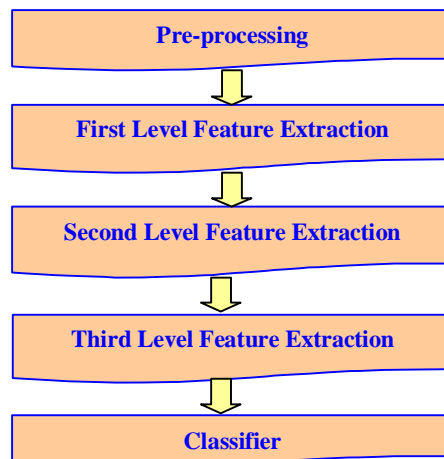 Pre-processing
First Level Feature Extraction
Second Level Feature Extraction
Third Level Feature Extraction
Classifier